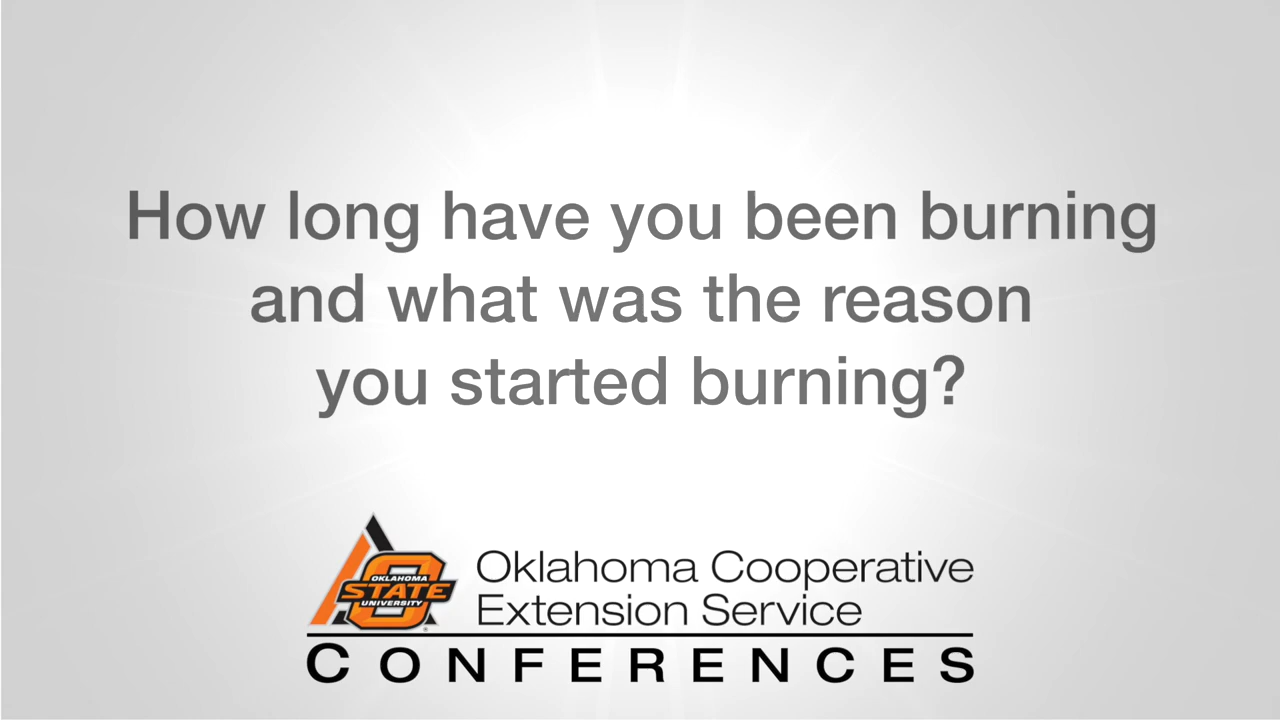 How long have you been burning
and what was the reason
you started burning?
OKLAHOMA
STATE
UNIVERSITY
Oklahoma Cooperative
Extension Service
CONFERENCES